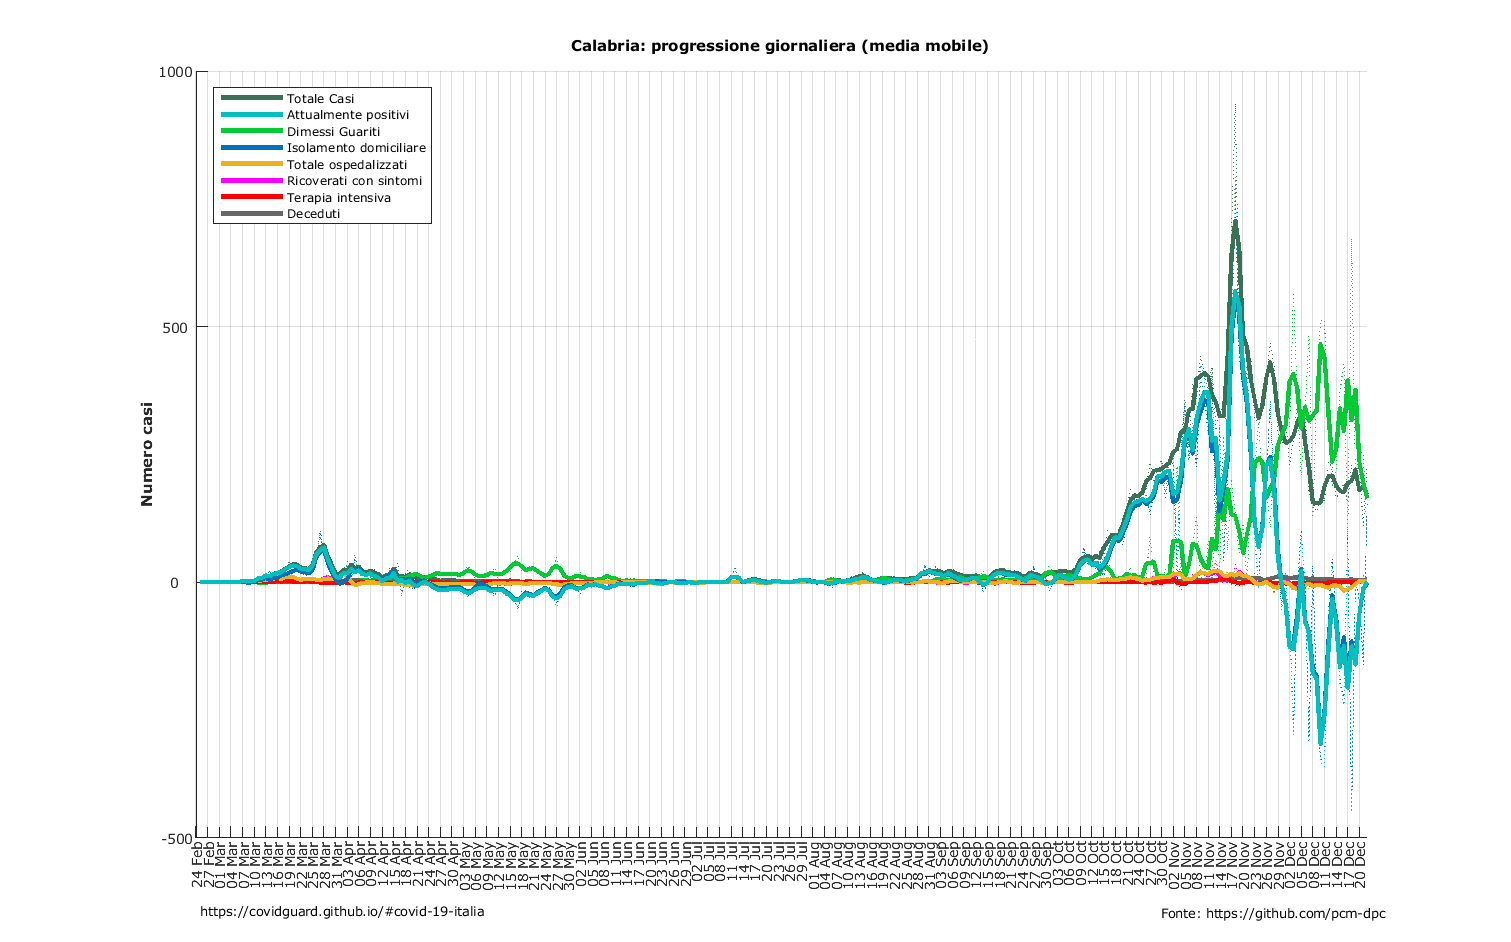 Calabria: progressione giornaliera (media mobile)
1000
500
0
-500
Numero casi
Totale Casi
Attualmente positivi
Dimessi Guariti
Isolamento domiciliare
Totale ospedalizzati
Ricoverati con sintomi
Terapia intensiva
Deceduti
24 Feb
27 Feb
01 Mar
04 Mar
07 Mar
10 Mar
13 Mar
16 Mar
19 Mar
22 Mar
25 Mar
28 Mar
31 Mar
03 Apr
06 Apr
09 Apr
12 Apr
15 Apr
18 Apr
21 Apr
24 Apr
27 Apr
30 Apr
03 May
06 May
09 May
12 May
15 May
18 May
21 May
24 May
27 May
30 May
02 Jun
05 Jun
08 Jun
11 Jun
14 Jun
17 Jun
20 Jun
23 Jun
26 Jun
29 Jun
02 Jul
05 Jul
08 Jul
11 Jul
14 Jul
17 Jul
20 Jul
23 Jul
26 Jul
29 Jul
01 Aug
04 Aug
07 Aug
10 Aug
13 Aug
16 Aug
19 Aug
22 Aug
25 Aug
28 Aug
31 Aug
03 Sep
06 Sep
09 Sep
12 Sep
15 Sep
18 Sep
21 Sep
24 Sep
27 Sep
30 Sep
03 Oct
06 Oct
09 Oct
12 Oct
15 Oct
18 Oct
21 Oct
24 Oct
27 Oct
30 Oct
02 Nov
05 Nov
08 Nov
11 Nov
14 Nov
17 Nov
20 Nov
23 Nov
26 Nov
29 Nov
02 Dec
05 Dec
08 Dec
11 Dec
14 Dec
17 Dec
20 Dec
https://covidguard.github.io/#covid-19-italia
Fonte: https://github.com/pcm-dpc